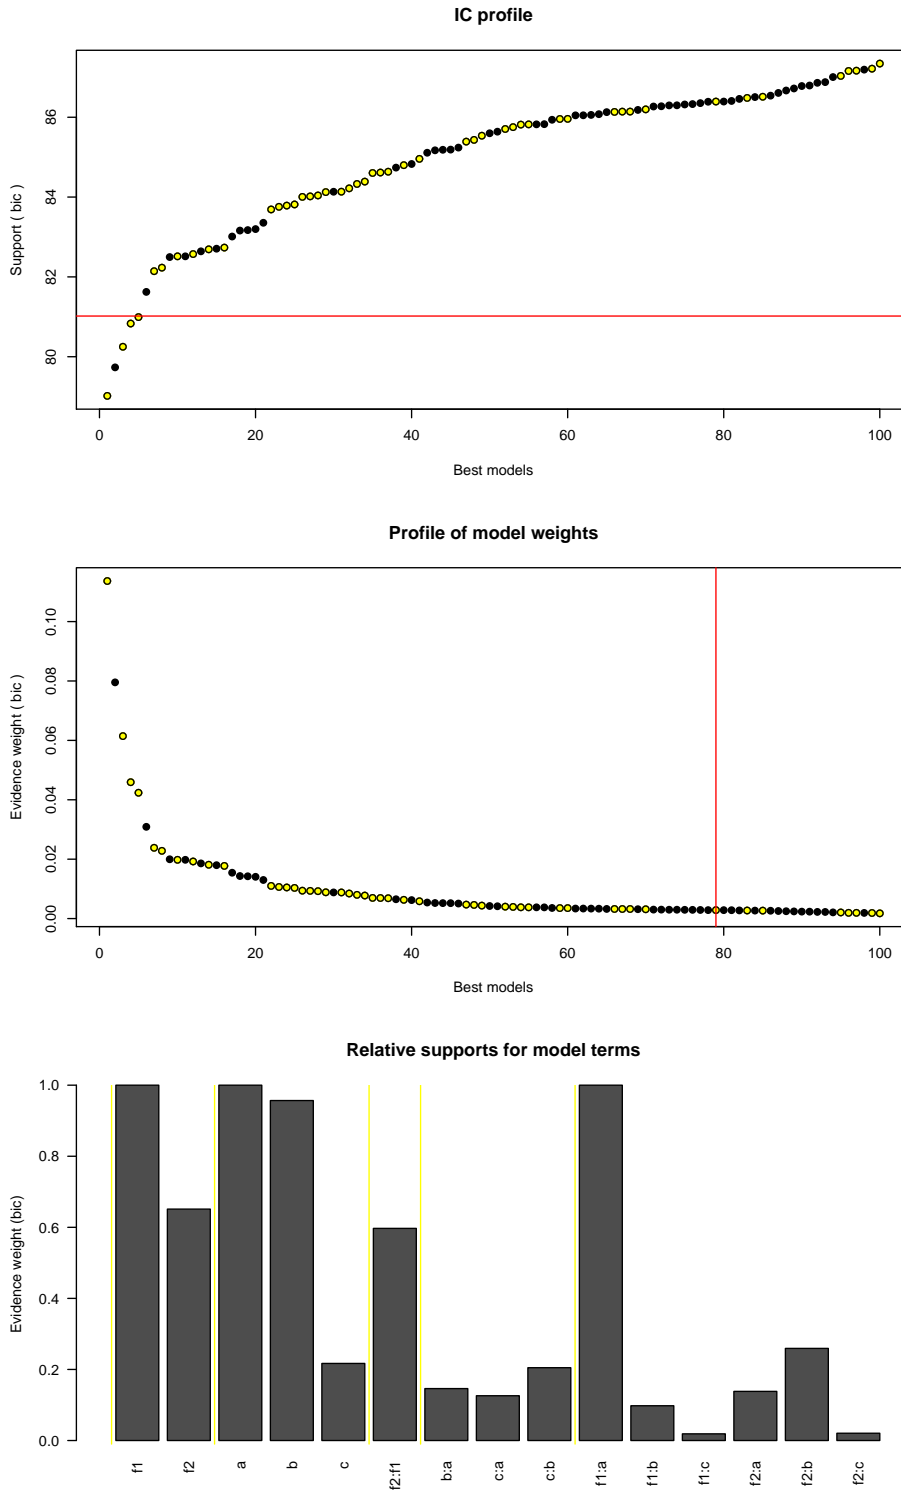 IC profile
Support ( bic )
86
84
82
80
0 20 40 60 80 100
Best models
Profile of model weights
Evidence weight ( bic )
0.10
0.08
0.06
0.04
0.02
0.00
0 20 40 60 80 100
Best models
Relative supports for model terms
Evidence weight (bic)
1.0
0.8
0.6
0.4
0.2
0.0
f1 f2 a b c f2:f1 b:a c:a c:b f1:a f1:b f1:c f2:a f2:b f2:c